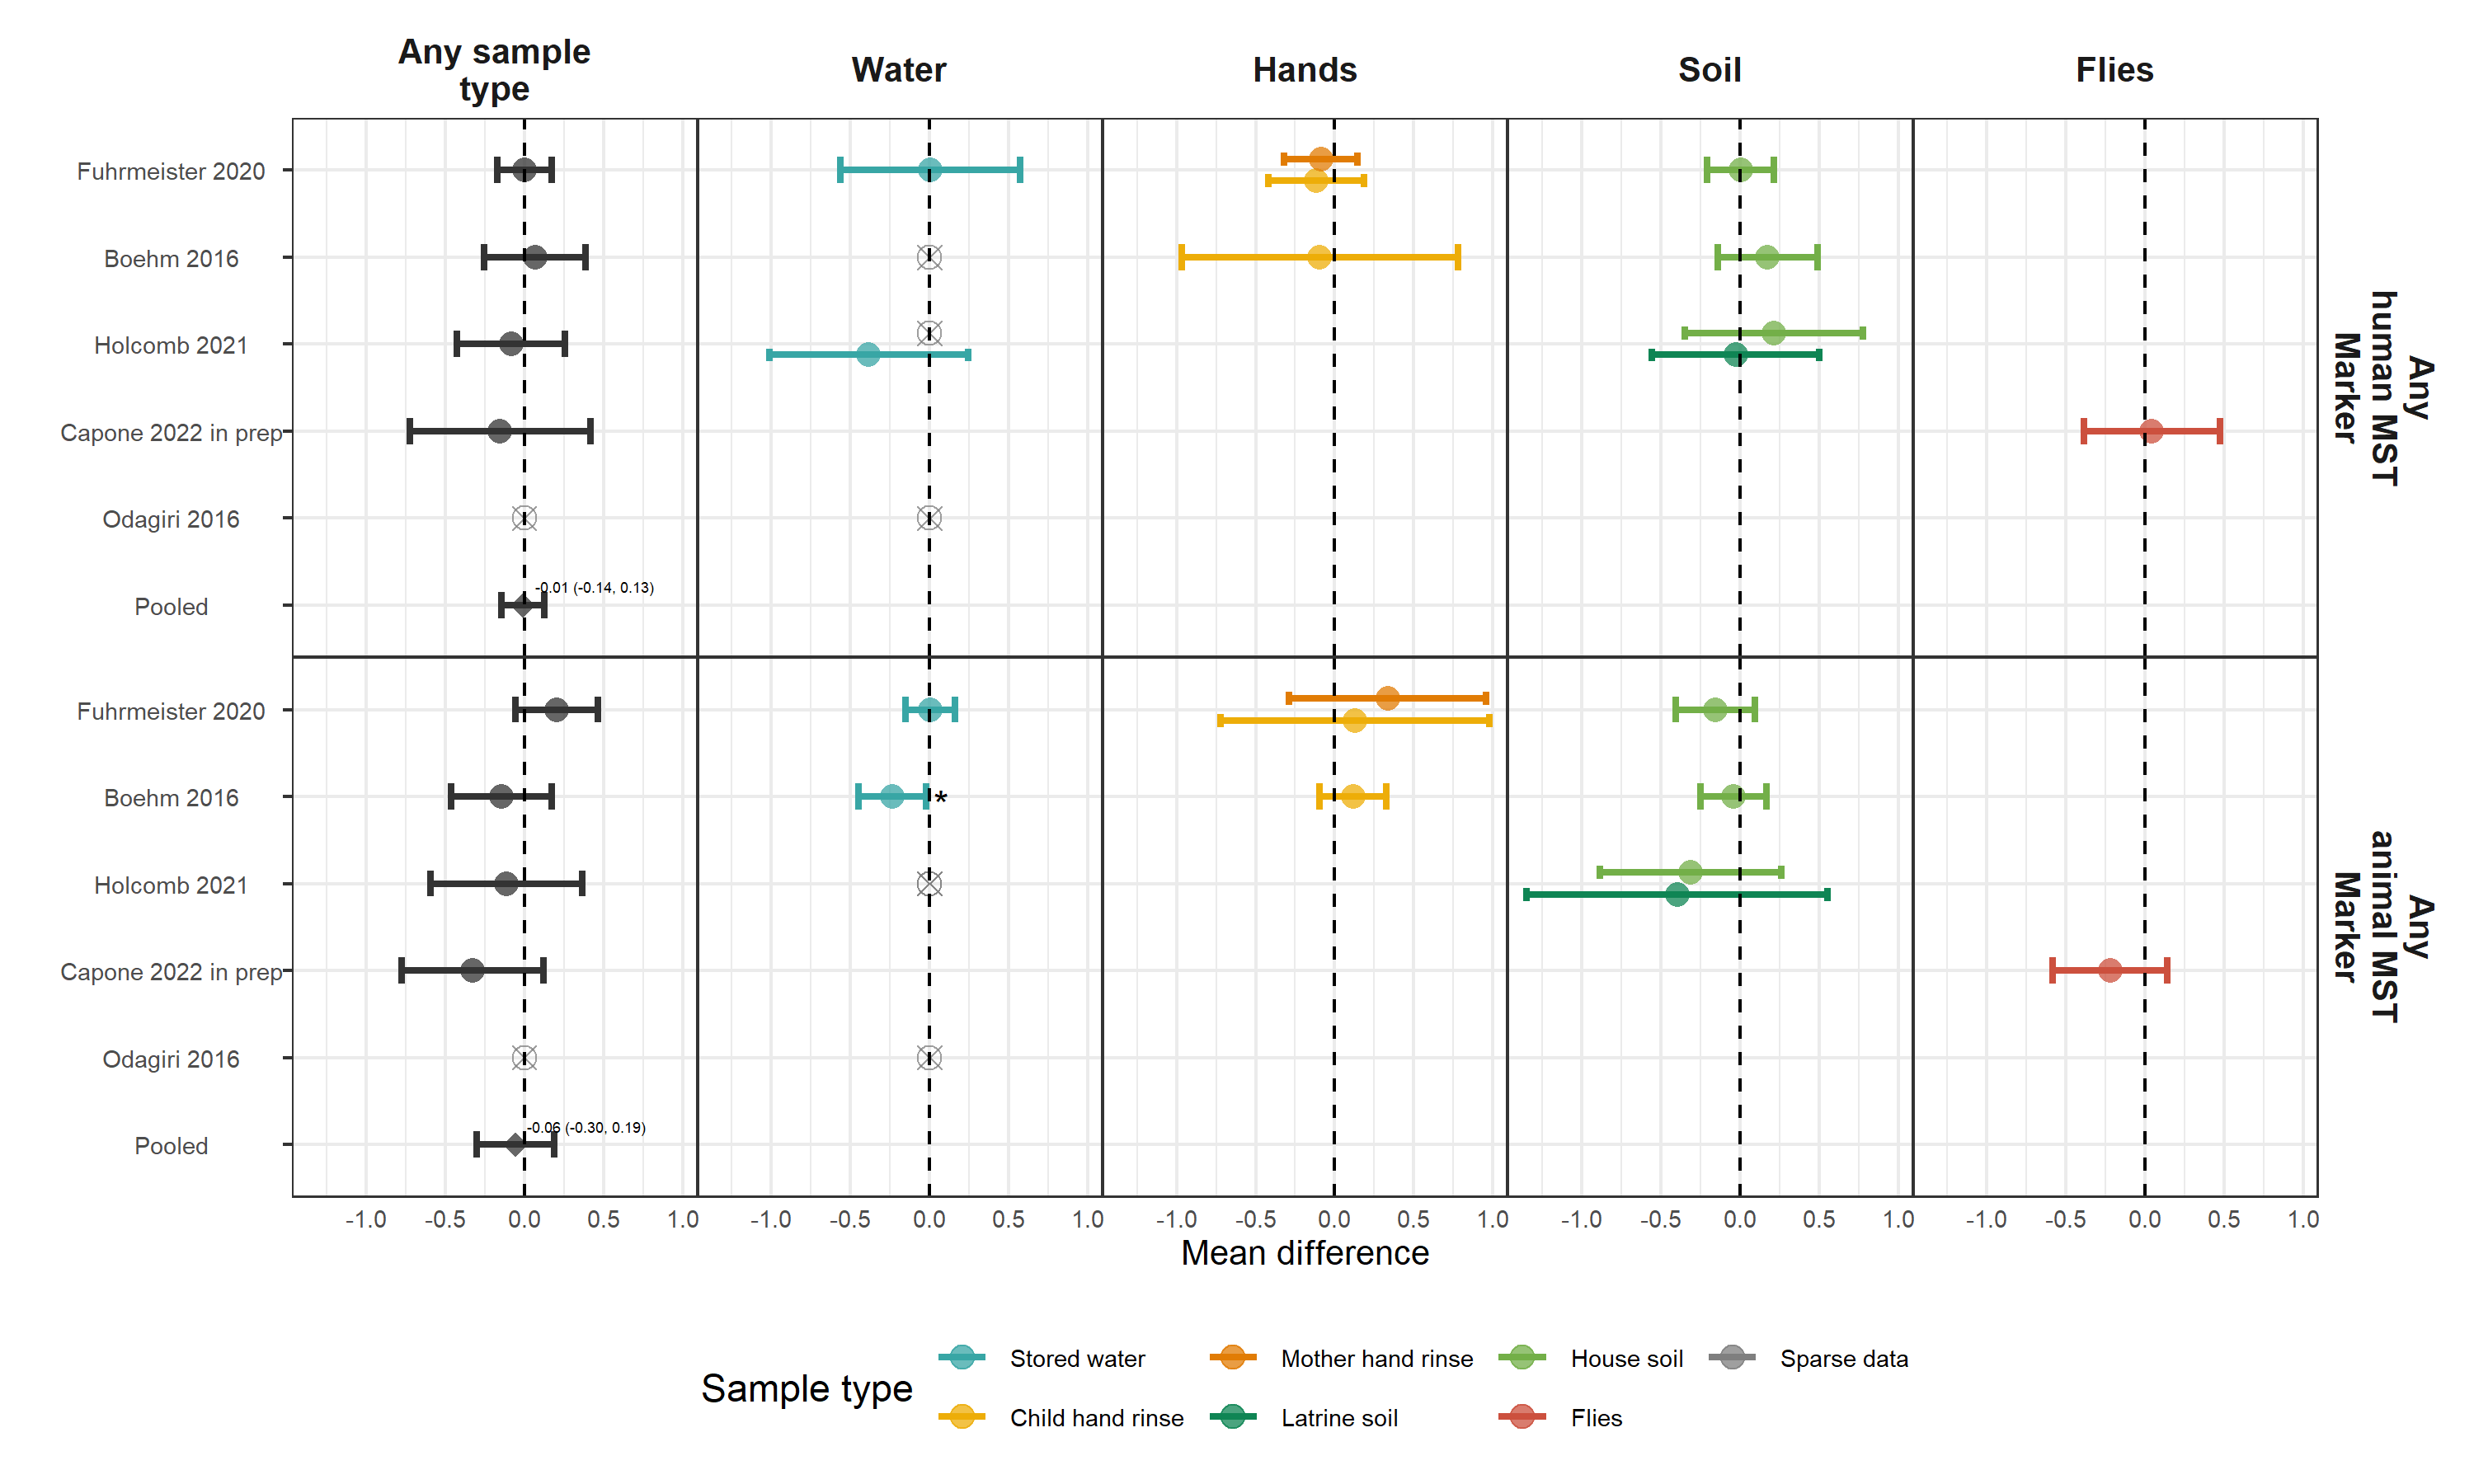 Any sample
type
Water
Hands
Soil
Flies
Fuhrmeister 2020
Boehm 2016
Holcomb 2021
Capone 2022 in prep
Odagiri 2016
Pooled
-0.01 (-0.14, 0.13)
Any
human MST
Marker
Fuhrmeister 2020
Boehm 2016
*
Holcomb 2021
Capone 2022 in prep
Odagiri 2016
Pooled
-0.06 (-0.30, 0.19)
Any
animal MST
Marker
-1.0 -0.5 0.0 0.5 1.0 -1.0 -0.5 0.0 0.5 1.0 -1.0 -0.5 0.0 0.5 1.0 -1.0 -0.5 0.0 0.5 1.0 -1.0 -0.5 0.0 0.5 1.0
Mean difference
Sample type
Stored water Mother hand rinse House soil Sparse data
Child hand rinse Latrine soil Flies